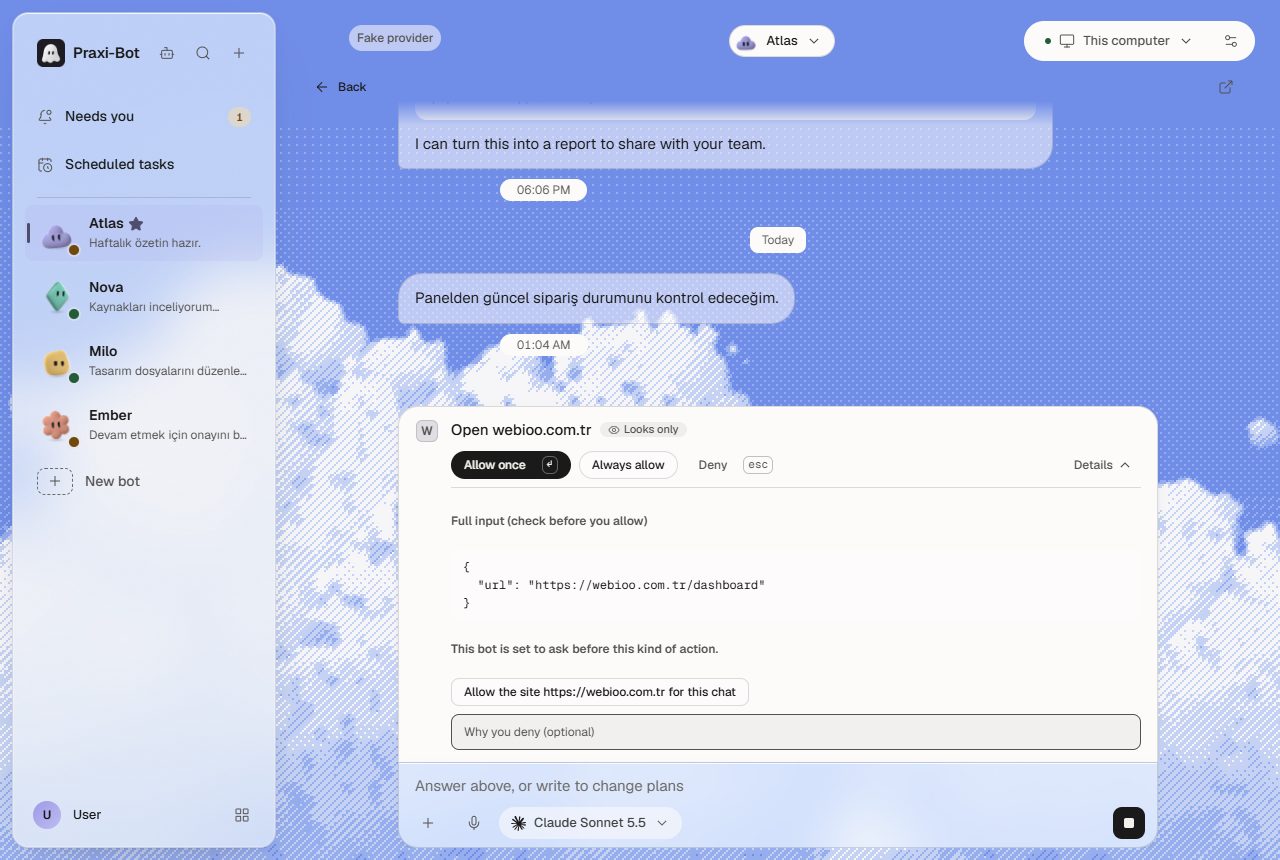 Praxi-Bot
Needs you
1
Scheduled tasks
Atlas
Haftalık özetin hazır.
Nova
Kaynakları inceliyorum…
Milo
Tasarım dosyalarını düzenle…
Ember
Devam etmek için onayını b…
New bot
U
User
Fake provider
Atlas
This computer
Back
I can turn this into a report to share with your team.
06:06 PM
Today
Panelden güncel sipariş durumunu kontrol edeceğim.
01:04 AM
W
Open webioo.com.tr
Looks only
Allow once
Always allow
Deny
esc
Details
Full input (check before you allow)
{
"url": "https://webioo.com.tr/dashboard"
}
This bot is set to ask before this kind of action.
Allow the site https://webioo.com.tr for this chat
Why you deny (optional)
Answer above, or write to change plans
Claude Sonnet 5.5